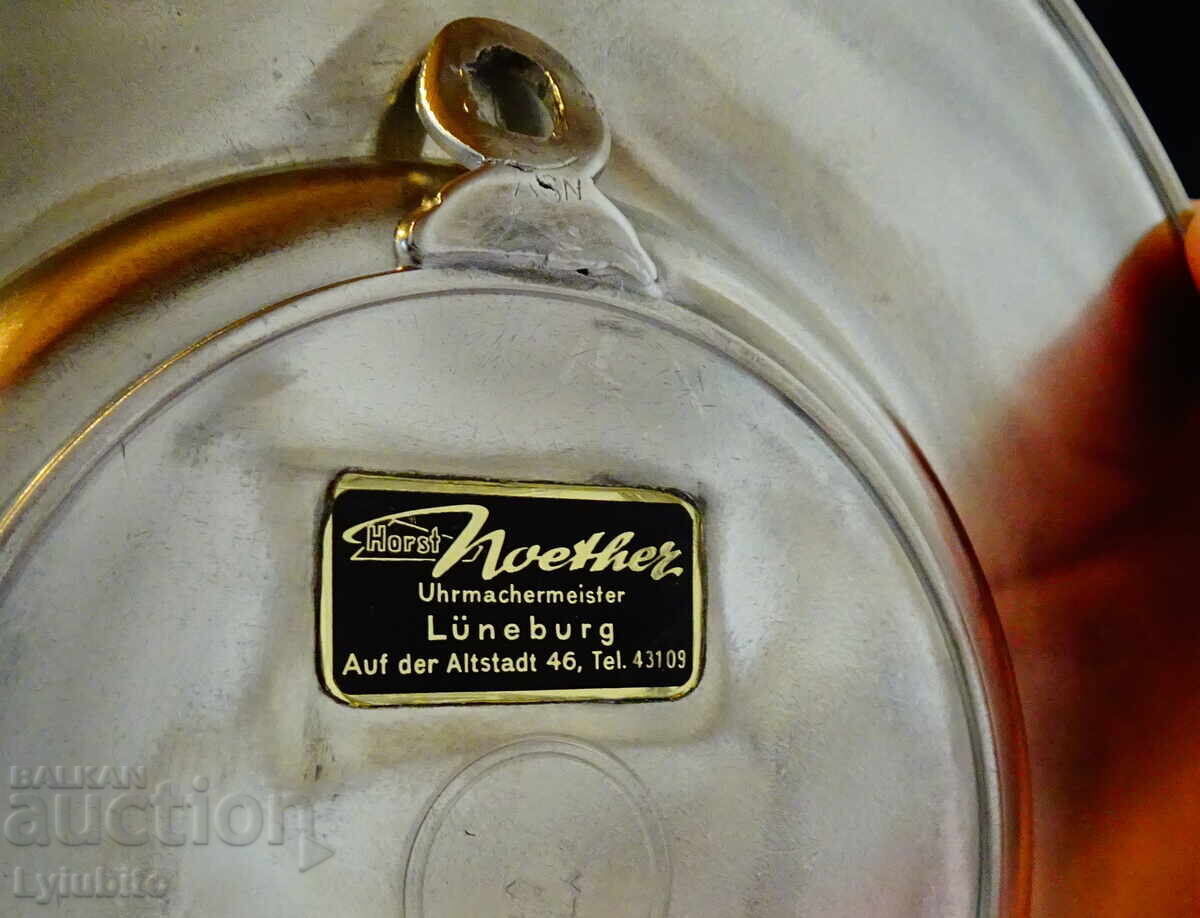 ASN
Horst Noether
Uhrmachermeister
Lüneburg
Auf der Altstadt 46, Tel. 43109
BALKAN
auction
Lyiubito